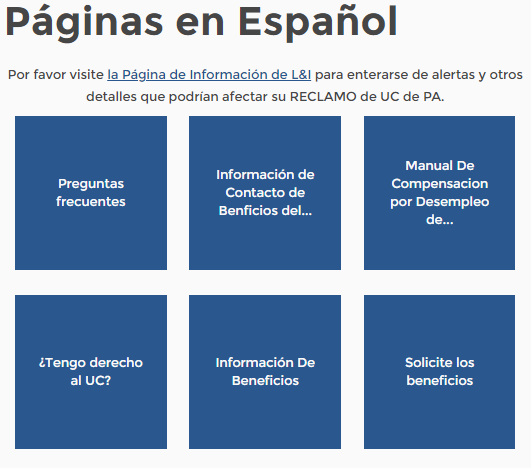 Páginas en Español
Por favor visite la Página de Información de L&I para enterarse de alertas y otros
detalles que podrían afectar su RECLAMO de UC de PA.
Preguntas
frecuentes
Información de
Contacto de
Benficios del...
Manual De
Compensacion
por Desempleo
de...
¿Tengo derecho
al UC?
Información De
Beneficios
Solicite los
beneficios